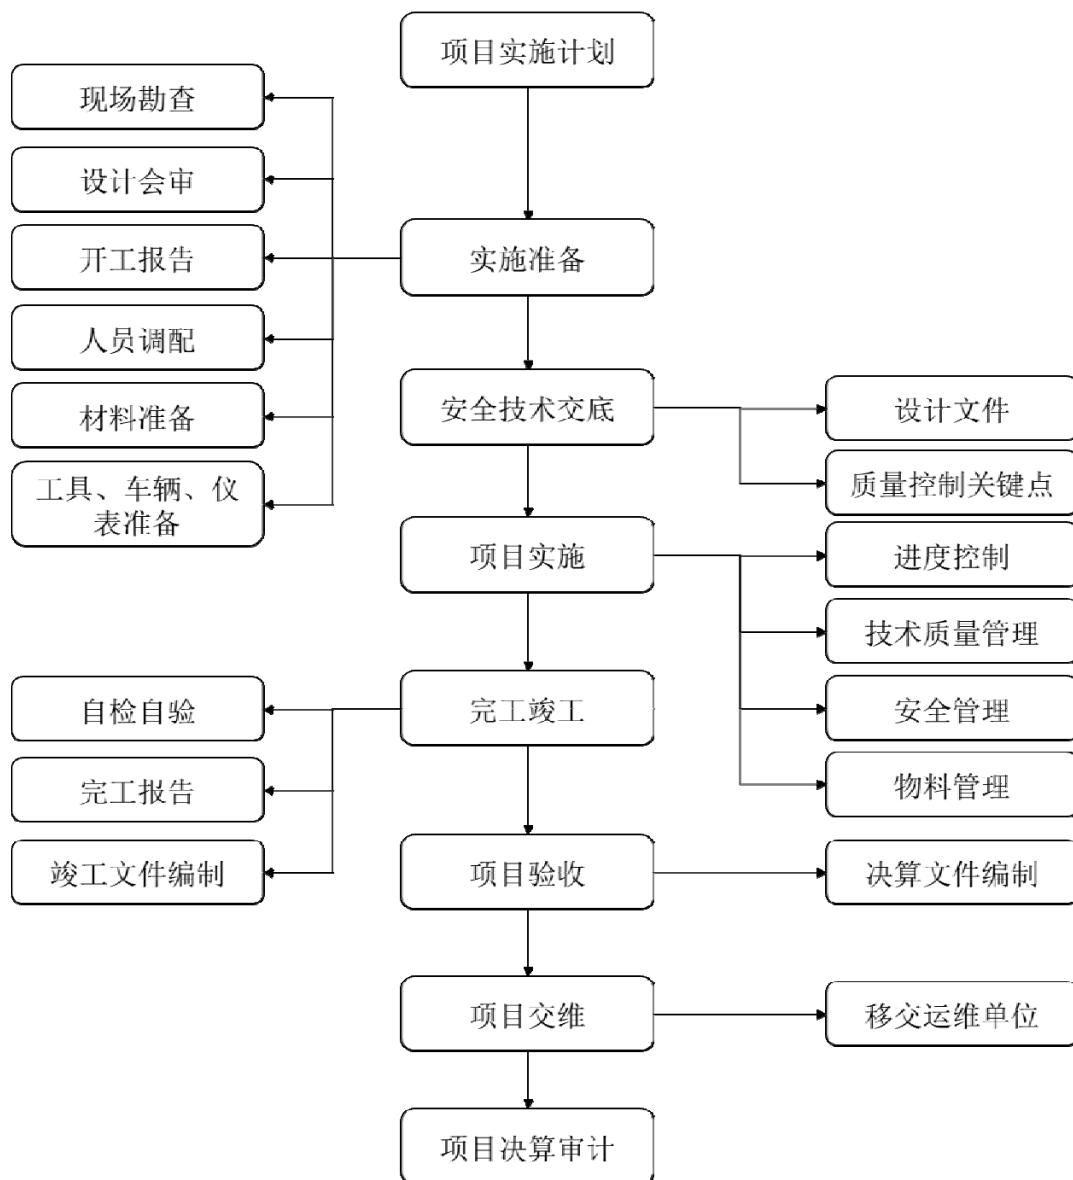 项目实施计划
现场勘查
设计会审
开工报告
实施准备
人员调配
材料准备
安全技术交底
设计文件
工具、车辆、仪
表准备
质量控制关键点
项目实施
进度控制
技术质量管理
自检自验
完工竣工
安全管理
完工报告
物料管理
竣工文件编制
项目验收
决算文件编制
项目交维
移交运维单位
项目决算审计